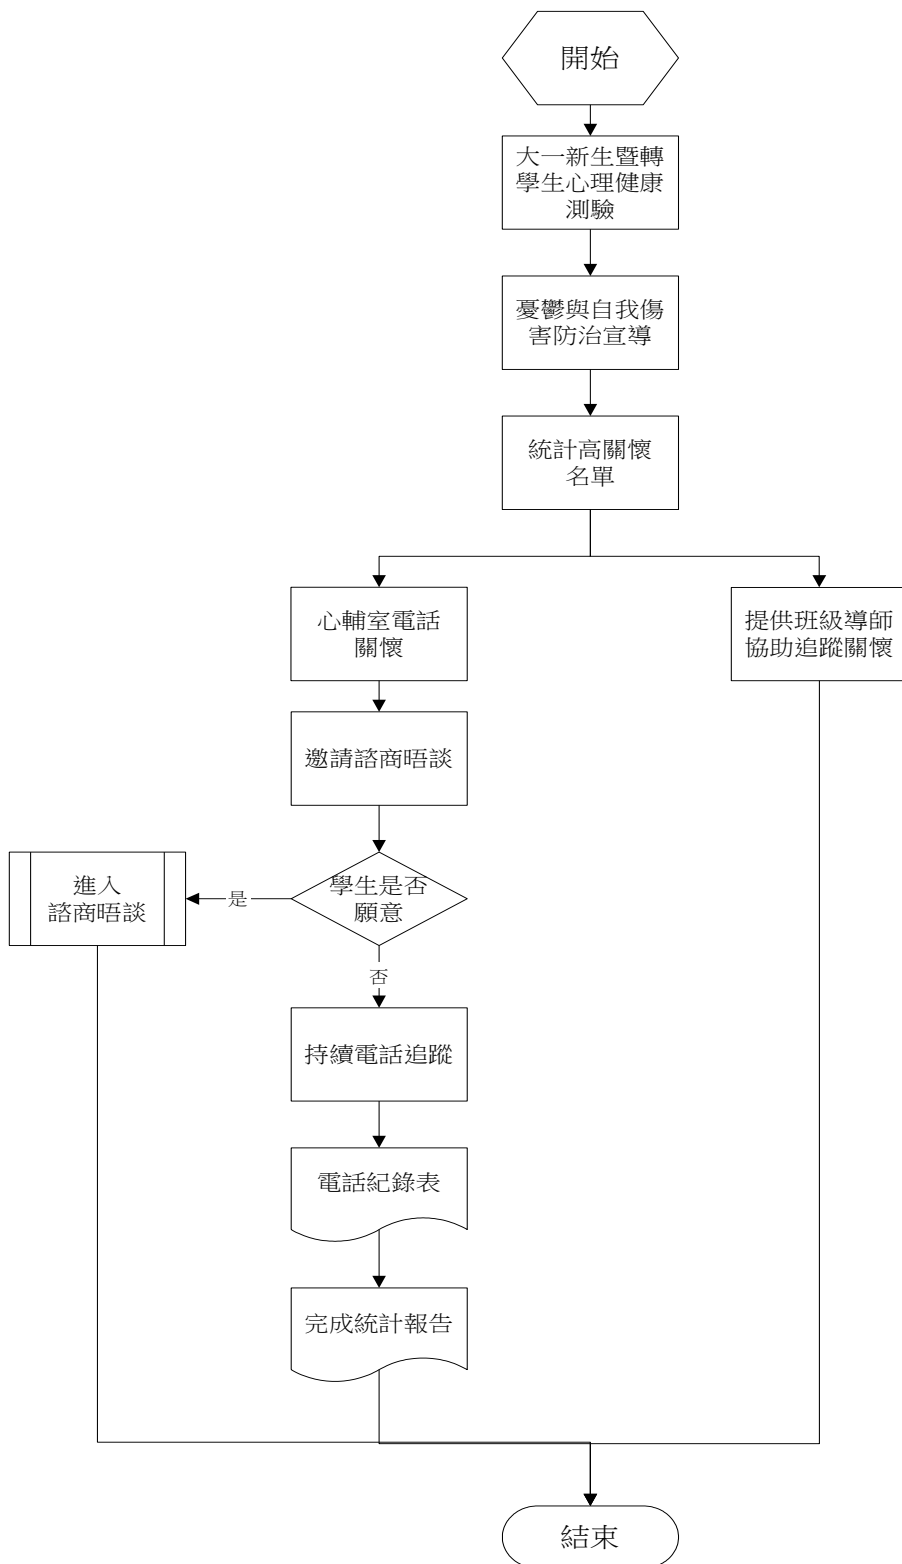 開始
大一新生暨轉
學生心理健康
測驗
憂鬱與自我傷
害防治宣導
統計高關懷
名單
心輔室電話
關懷
提供班級導師
協助追蹤關懷
邀請諮商晤談
學生是否
願意
是
進入
諮商晤談
否
持續電話追蹤
電話紀錄表
完成統計報告
結束